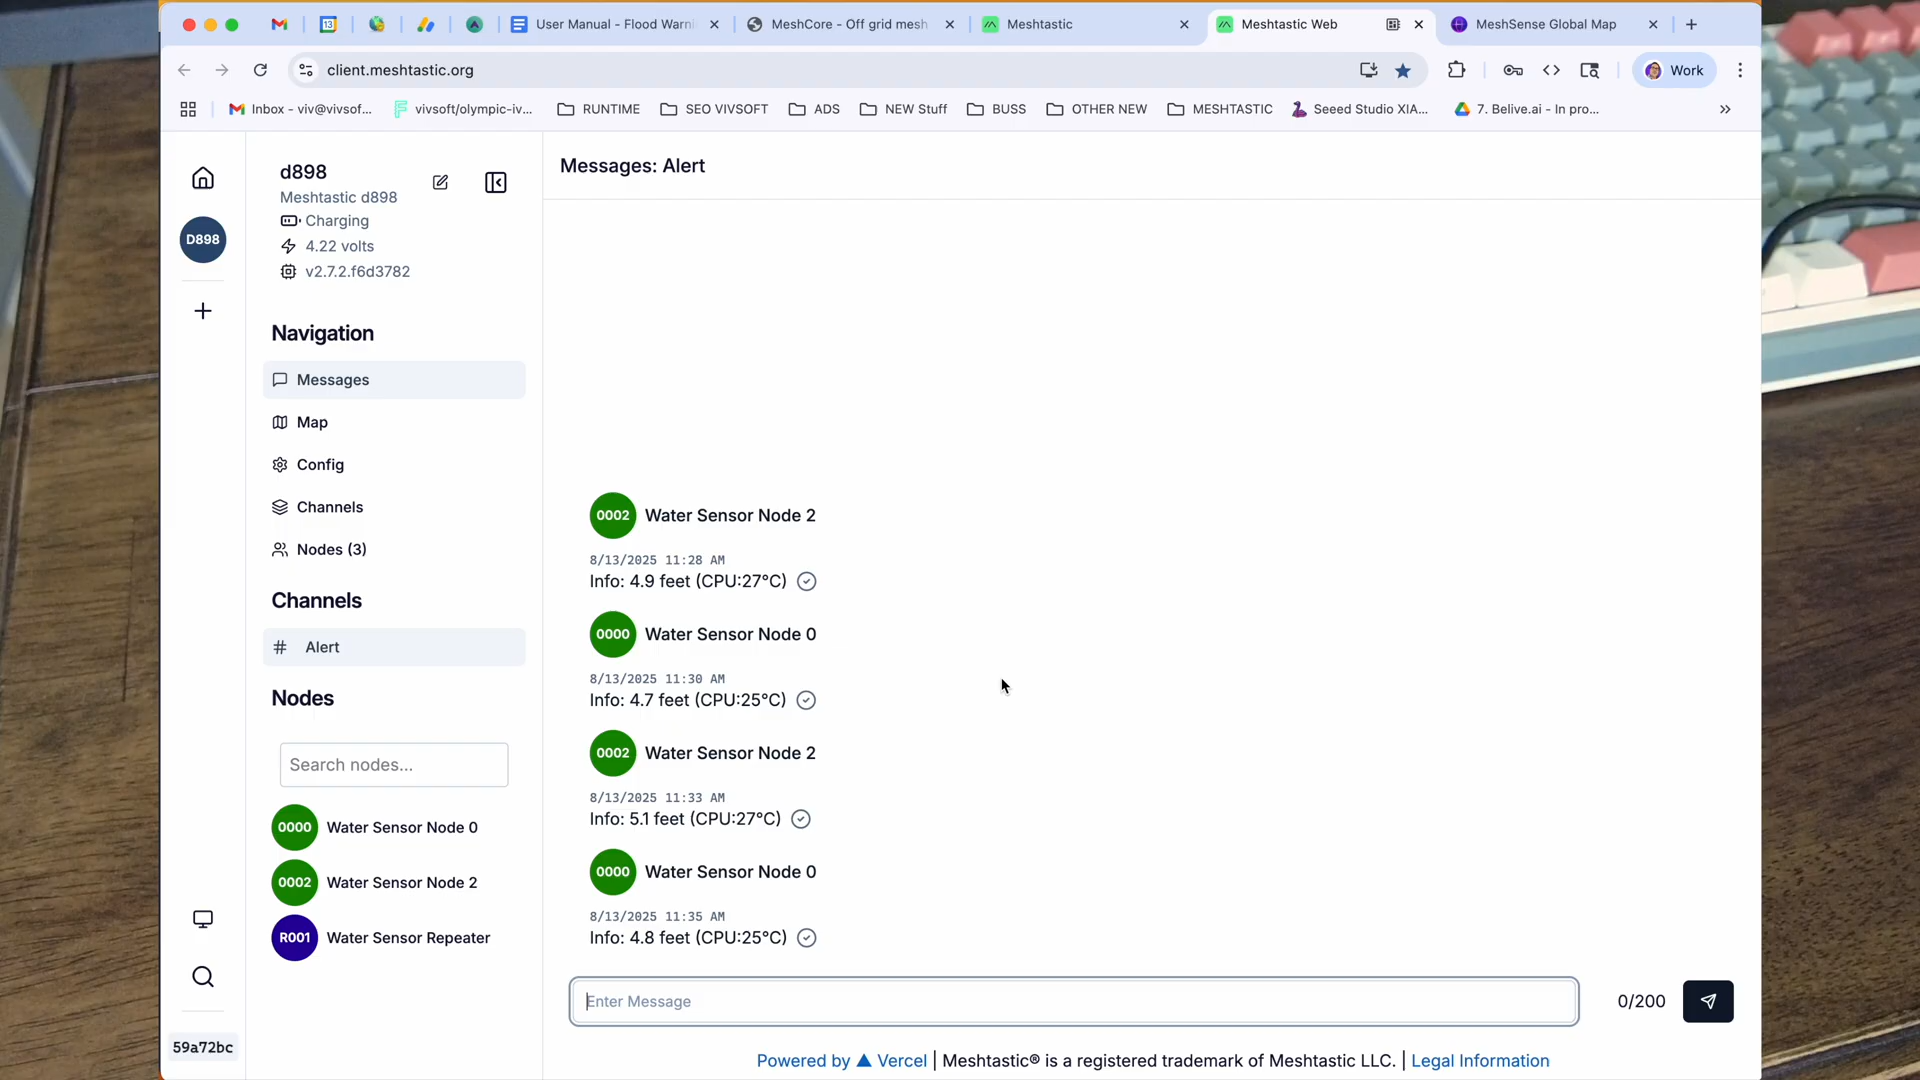 User Manual - Flood Warni
MeshCore - Off grid mesh
Meshtastic
Meshtastic Web
MeshSense Global Map
client.meshtastic.org
Work
Inbox - viv@vivsof...
vivsoft/olympic-iv...
RUNTIME
SEO VIVSOFT
ADS
NEW Stuff
BUSS
OTHER NEW
MESHTASTIC
Seeed Studio XIA...
7. Belive.ai - In pro...
D898
59a72bc
d898
Meshtastic d898
Charging
4.22 volts
v2.7.2.f6d3782
Navigation
Messages
Map
Config
Channels
Nodes (3)
Channels
# Alert
Nodes
Search nodes...
0000 Water Sensor Node 0
0002 Water Sensor Node 2
R001 Water Sensor Repeater
Messages: Alert
0002 Water Sensor Node 2
8/13/2025 11:28 AM
Info: 4.9 feet (CPU:27°C)
0000 Water Sensor Node 0
8/13/2025 11:30 AM
Info: 4.7 feet (CPU:25°C)
0002 Water Sensor Node 2
8/13/2025 11:33 AM
Info: 5.1 feet (CPU:27°C)
0000 Water Sensor Node 0
8/13/2025 11:35 AM
Info: 4.8 feet (CPU:25°C)
Enter Message
0/200
Powered by ▲ Vercel | Meshtastic® is a registered trademark of Meshtastic LLC. | Legal Information